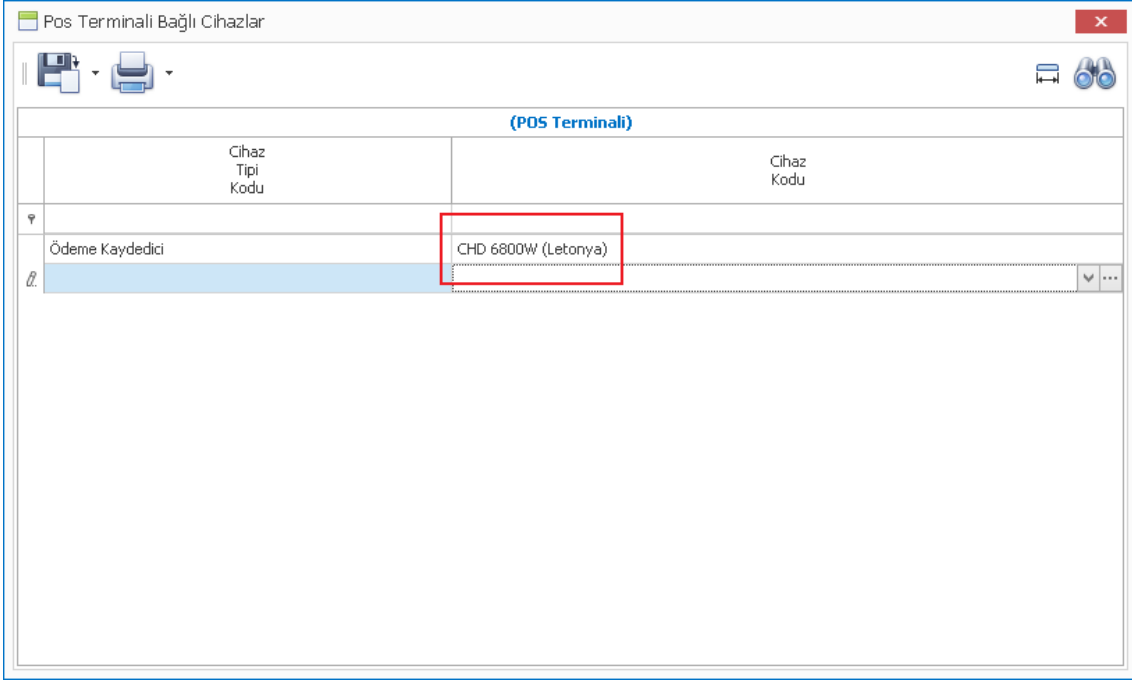 Pos Terminali Bağlı Cihazlar
(POS Terminali)
Cihaz
Tipi
Kodu
Cihaz
Kodu
Ödeme Kaydedici CHD 6800W (Letonya)